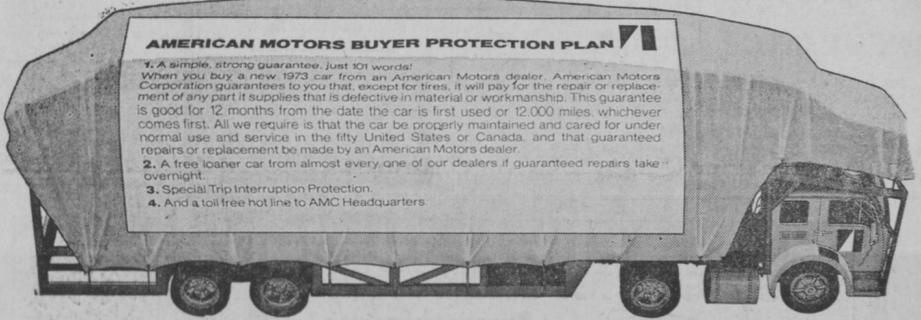 AMERICAN MOTORS BUYER PROTECTION PLAN
1. A simple, strong guarantee, just 101 words!
When you buy a new 1973 car from an American Motors dealer, American Motors
Corporation guarantees to you that, except for tires, it will pay for the repair or replace-
ment of any part it supplies that is defective in material or workmanship. This guarantee
is good for 12 months from the date the car is first used or 12,000 miles, whichever
comes first. All we require is that the car be properly maintained and cared for under
normal use and service in the fifty United States or Canada, and that guaranteed
repairs or replacement be made by an American Motors dealer.
2. A free loaner car from almost every one of our dealers if guaranteed repairs take
overnight.
3. Special Trip Interruption Protection.
4. And a toll free hot line to AMC Headquarters.